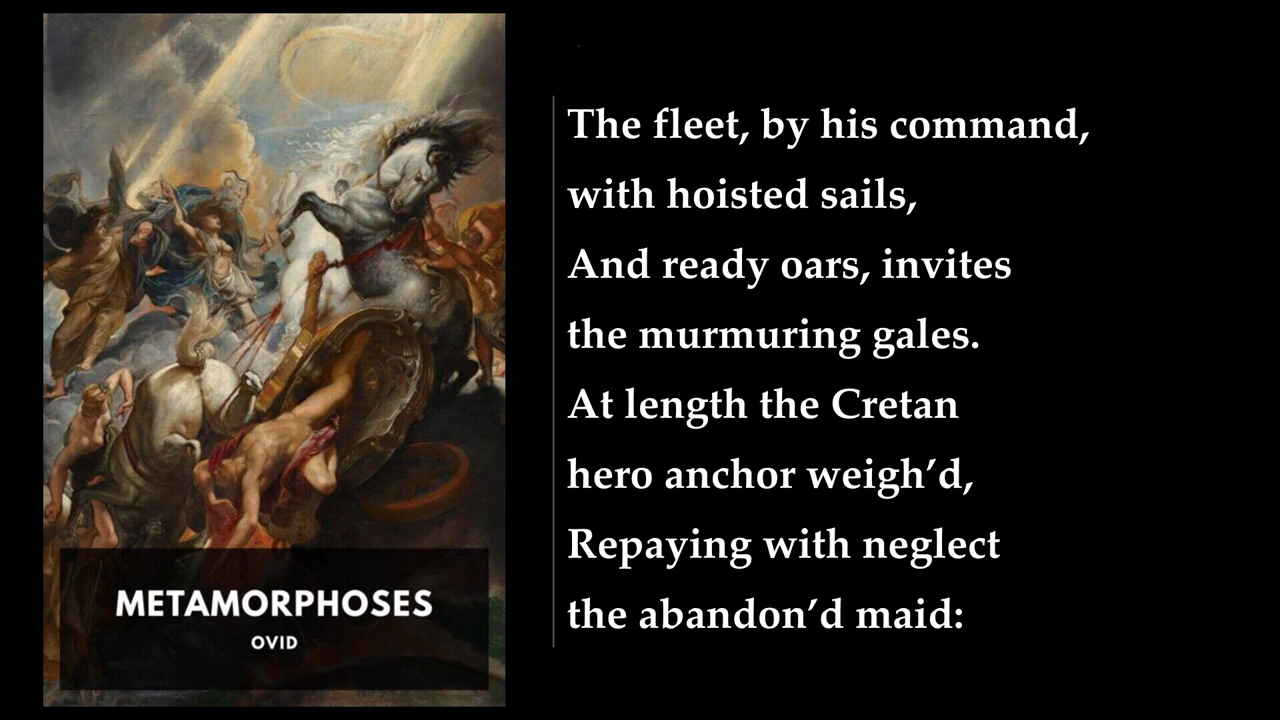 METAMORPHOSES
OVID
The fleet, by his command,
with hoisted sails,
And ready oars, invites
the murmuring gales.
At length the Cretan
hero anchor weigh’d,
Repaying with neglect
the abandon’d maid: